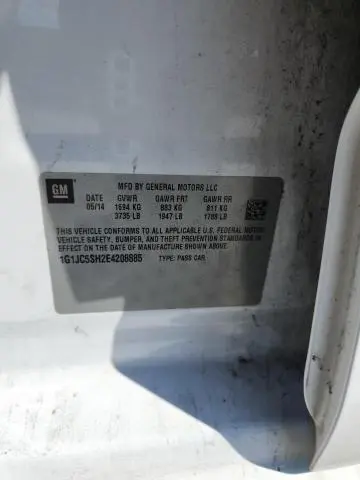 GM
MFD BY GENERAL MOTORS LLC
DATE GVWR GAWR FRT GAWR RR
05/14 1694 KG 883 KG 811 KG
3735 LB 1947 LB 1788 LB
THIS VEHICLE CONFORMS TO ALL APPLICABLE U.S. FEDERAL MOTOR
VEHICLE SAFETY, BUMPER, AND THEFT PREVENTION STANDARDS
IN EFFECT ON THE DATE OF MANUFACTURE SHOWN ABOVE.
1G1JC5SH2E4208885 TYPE: PASS CAR